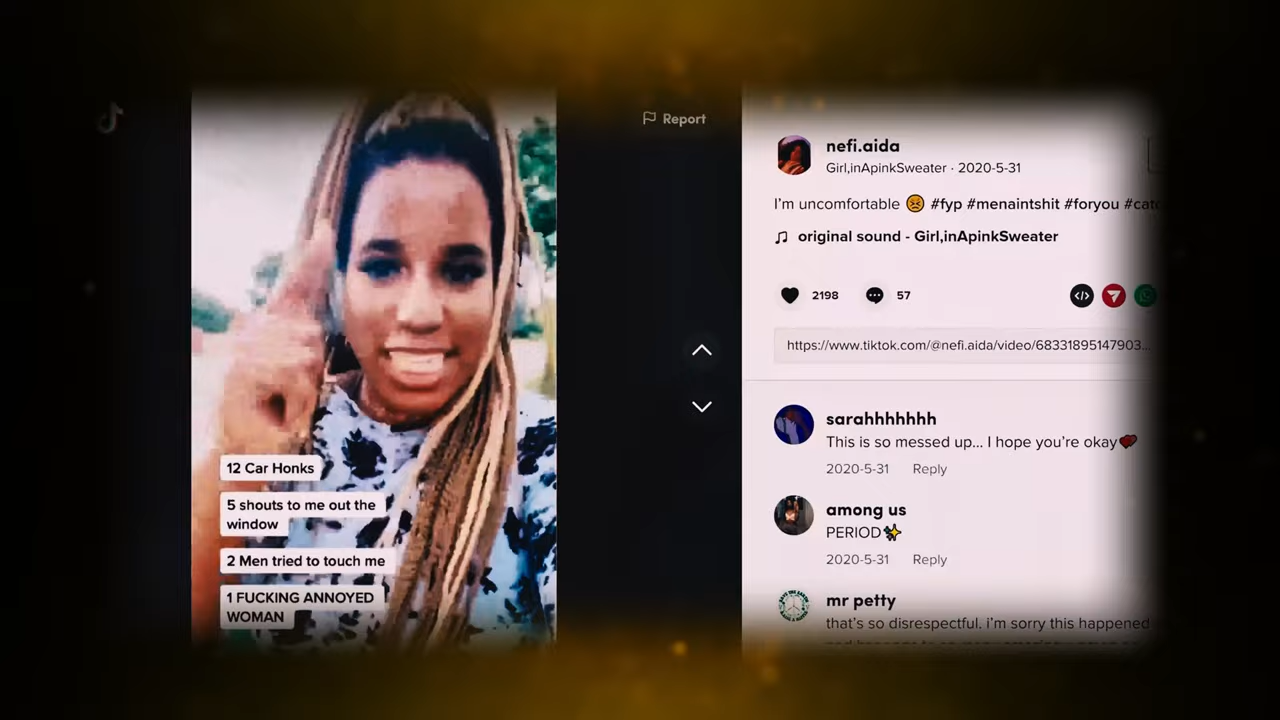 12 Car Honks
5 shouts to me out the
window
2 Men tried to touch me
1 FUCKING ANNOYED
WOMAN
Report
nefi.aida
Girl,inApinkSweater · 2020-5-31
I'm uncomfortable 😣 #fyp #menaintshit #foryou #catc
original sound - Girl,inApinkSweater
2198
57
https://www.tiktok.com/@nefi.aida/video/68331895147903...
sarahhhhhhh
This is so messed up... I hope you're okay
2020-5-31 Reply
among us
PERIOD✨
2020-5-31 Reply
mr petty
that's so disrespectful. i'm sorry this happened